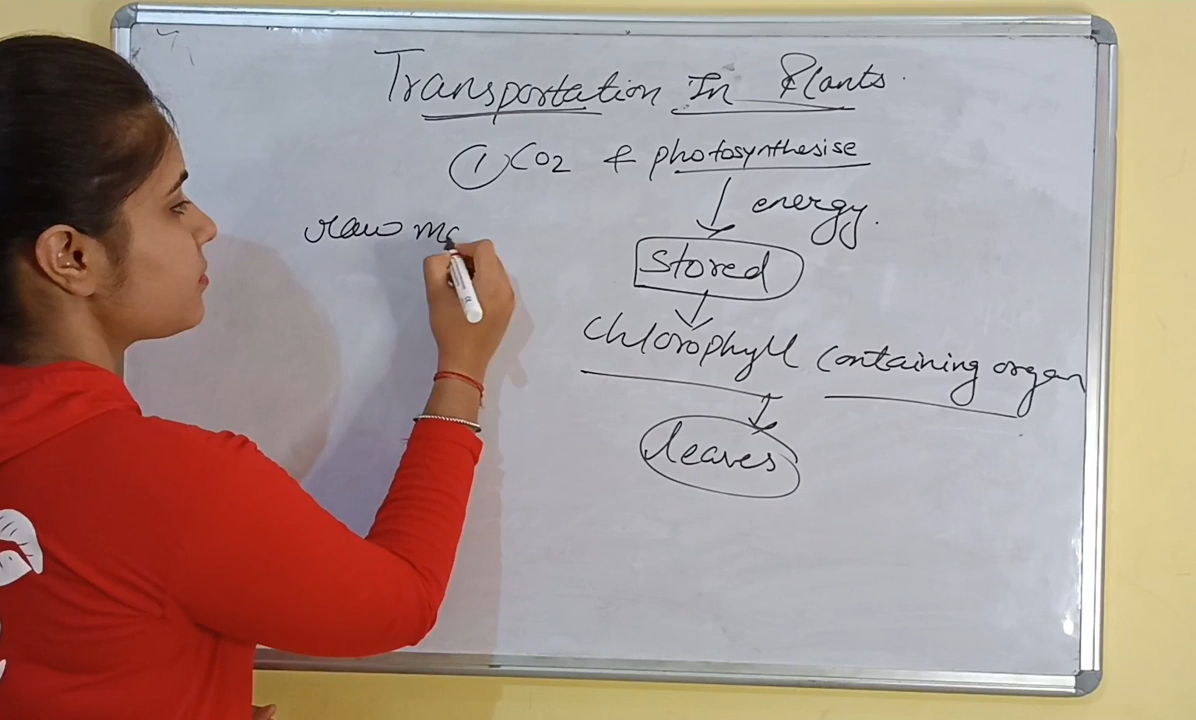 Transportation In Plants.
① CO2 & photosynthesise
energy.
raw ma
stored
chlorophyll containing organ
leaves